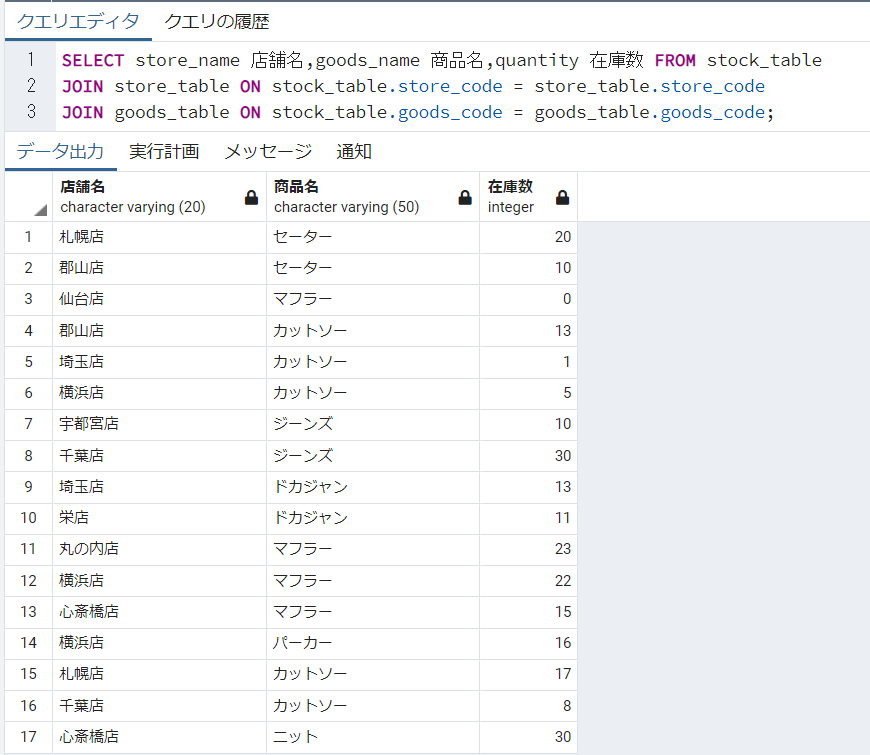 クエリエディタ クエリの履歴
1 SELECT store_name 店舗名,goods_name 商品名,quantity 在庫数 FROM stock_table
2 JOIN store_table ON stock_table.store_code = store_table.store_code
3 JOIN goods_table ON stock_table.goods_code = goods_table.goods_code;
データ出力 実行計画 メッセージ 通知
店舗名 商品名 在庫数
character varying (20) character varying (50) integer
1 札幌店 セーター 20
2 郡山店 セーター 10
3 仙台店 マフラー 0
4 郡山店 カットソー 13
5 埼玉店 カットソー 1
6 横浜店 カットソー 5
7 宇都宮店 ジーンズ 10
8 千葉店 ジーンズ 30
9 埼玉店 ドカジャン 13
10 栄店 ドカジャン 11
11 丸の内店 マフラー 23
12 横浜店 マフラー 22
13 心斎橋店 マフラー 15
14 横浜店 パーカー 16
15 札幌店 カットソー 17
16 千葉店 カットソー 8
17 心斎橋店 ニット 30